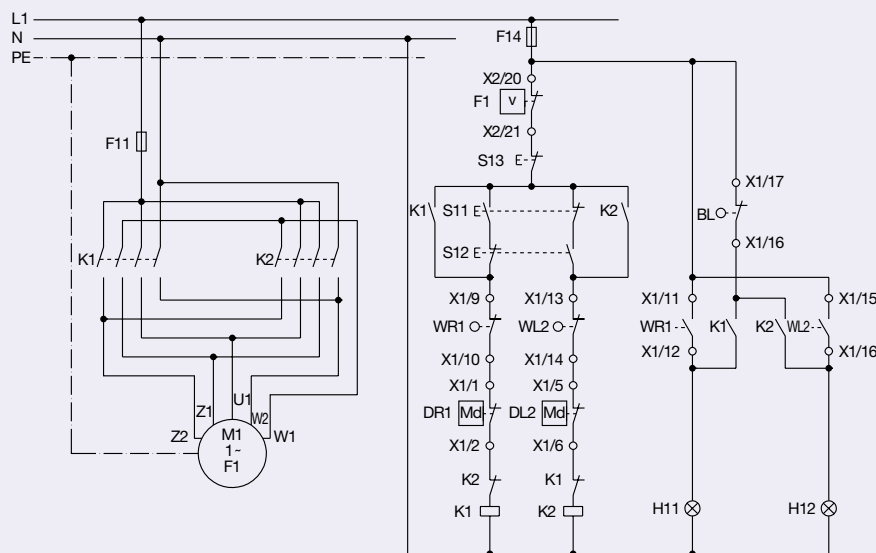 L1
N
PE
F14
X2/20
F1 v
X2/21
F11
S13 E
X1/17
K1 S11 E K2
BL
S12 E
X1/16
K1 K2
X1/9 X1/13 X1/11 X1/15
WR1 WL2 WR1 K1 K2 WL2
X1/10 X1/14 X1/12 X1/16
X1/1 X1/5
Z1 U1 W2
DR1 Md DL2 Md
Z2 M1 W1
1~
F1
X1/2 X1/6
K2 K1
K1 K2 H11 H12